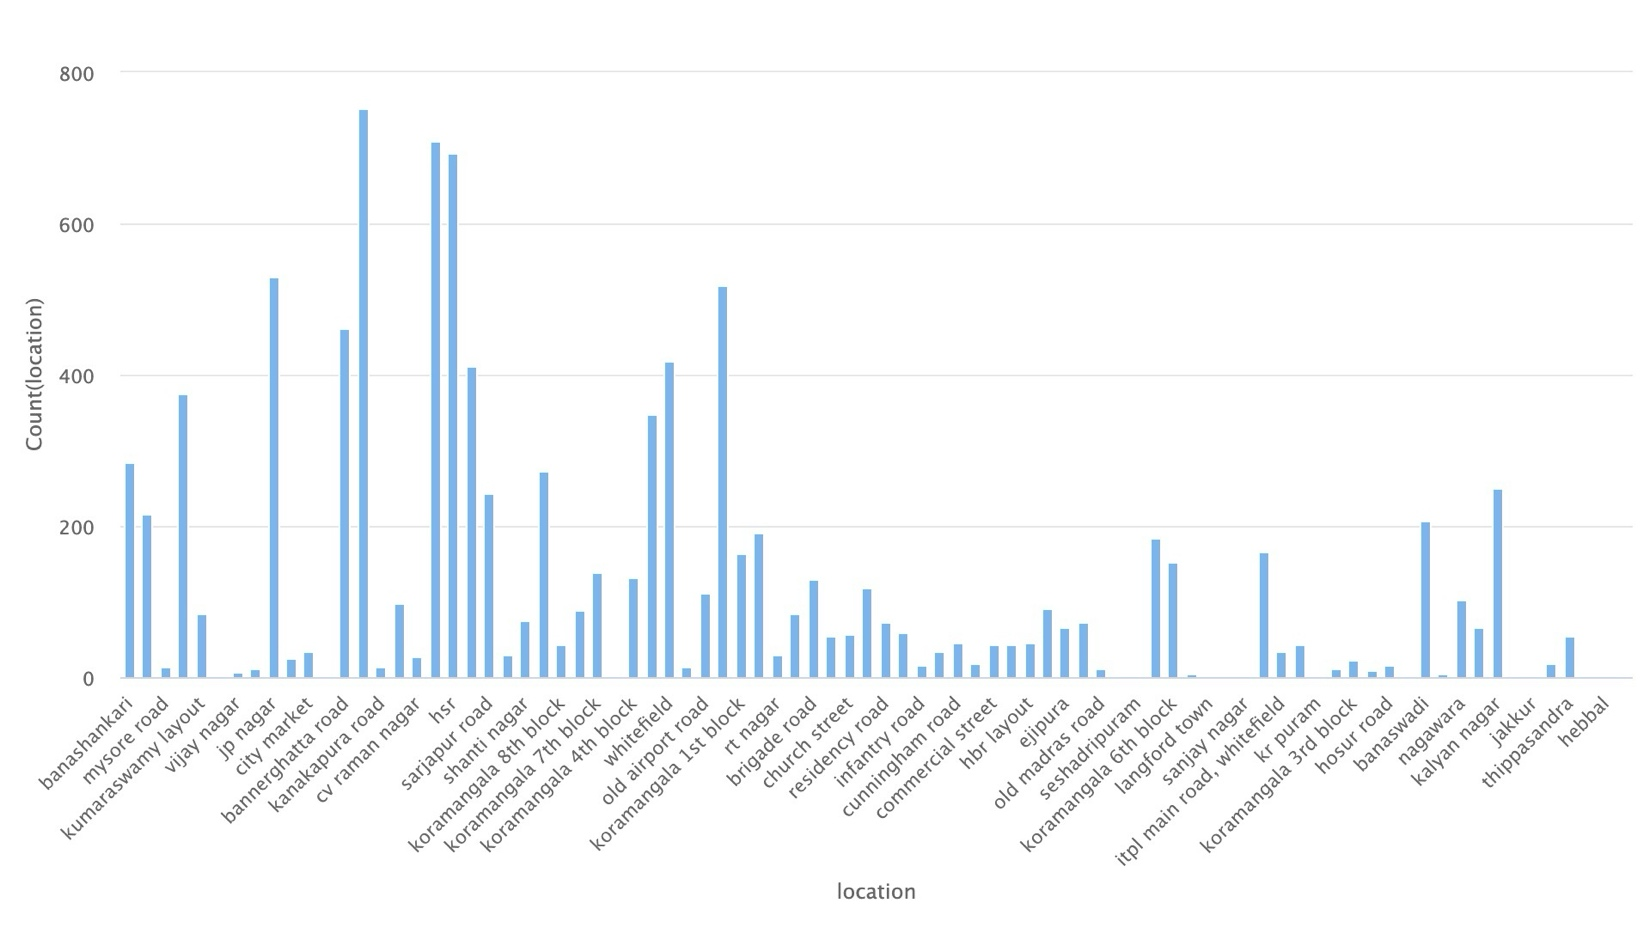 800
600
400
200
0
Count(location)
banashankari
mysore road
kumaraswamy layout
vijay nagar
jp nagar
city market
bannerghatta road
kanakapura road
cv raman nagar
hsr
sarjapur road
shanti nagar
koramangala 8th block
koramangala 7th block
koramangala 4th block
whitefield
old airport road
koramangala 1st block
rt nagar
brigade road
church street
residency road
infantry road
cunningham road
commercial street
hbr layout
ejipura
old madras road
seshadripuram
koramangala 6th block
langford town
sanjay nagar
itpl main road, whitefield
kr puram
koramangala 3rd block
hosur road
banaswadi
nagawara
kalyan nagar
jakkur
thippasandra
hebbal
location